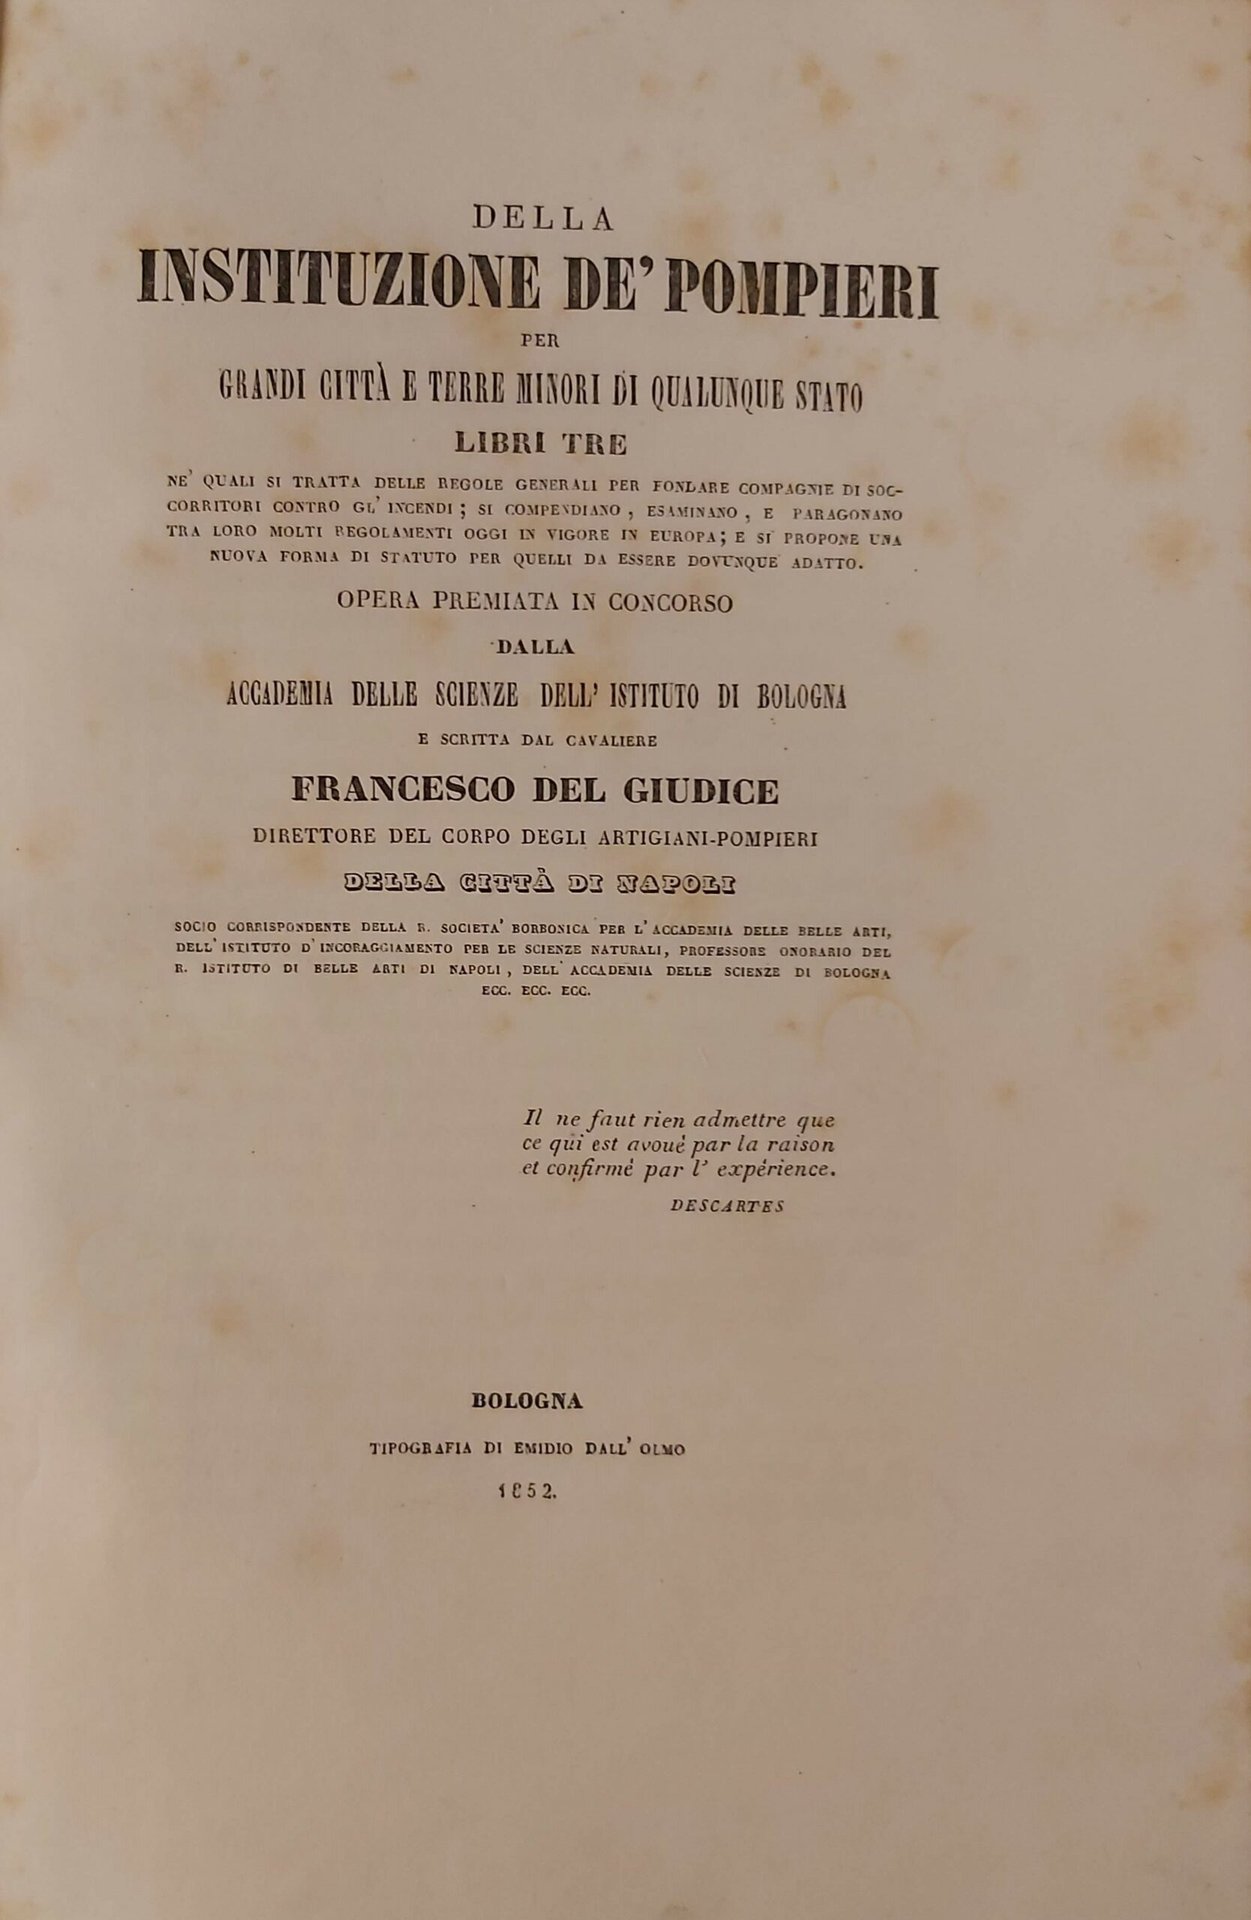 DELLA
INSTITUZIONE DE' POMPIERI
PER
GRANDI CITTÀ E TERRE MINORI DI QUALUNQUE STATO
LIBRI TRE
NE' QUALI SI TRATTA DELLE REGOLE GENERALI PER FONDARE COMPAGNIE DI SOC-
CORRITORI CONTRO GL' INCENDI; SI COMPENDIANO, ESAMINANO, E PARAGONANO
TRA LORO MOLTI REGOLAMENTI OGGI IN VIGORE IN EUROPA; E SI PROPONE UNA
NUOVA FORMA DI STATUTO PER QUELLI DA ESSERE DOVUNQUE ADATTO.
OPERA PREMIATA IN CONCORSO
DALLA
ACCADEMIA DELLE SCIENZE DELL' ISTITUTO DI BOLOGNA
E SCRITTA DAL CAVALIERE
FRANCESCO DEL GIUDICE
DIRETTORE DEL CORPO DEGLI ARTIGIANI-POMPIERI
DELLA CITTÀ DI NAPOLI
SOCIO CORRISPONDENTE DELLA R. SOCIETA' BORBONICA PER L' ACCADEMIA DELLE BELLE ARTI,
DELL' ISTITUTO D' INCORAGGIAMENTO PER LE SCIENZE NATURALI, PROFESSORE ONORARIO DEL
R. ISTITUTO DI BELLE ARTI DI NAPOLI, DELL' ACCADEMIA DELLE SCIENZE DI BOLOGNA
ECC. ECC. ECC.
Il ne faut rien admettre que
ce qui est avoué par la raison
et confirmé par l' expérience.
DESCARTES
BOLOGNA
TIPOGRAFIA DI EMIDIO DALL' OLMO
1852.